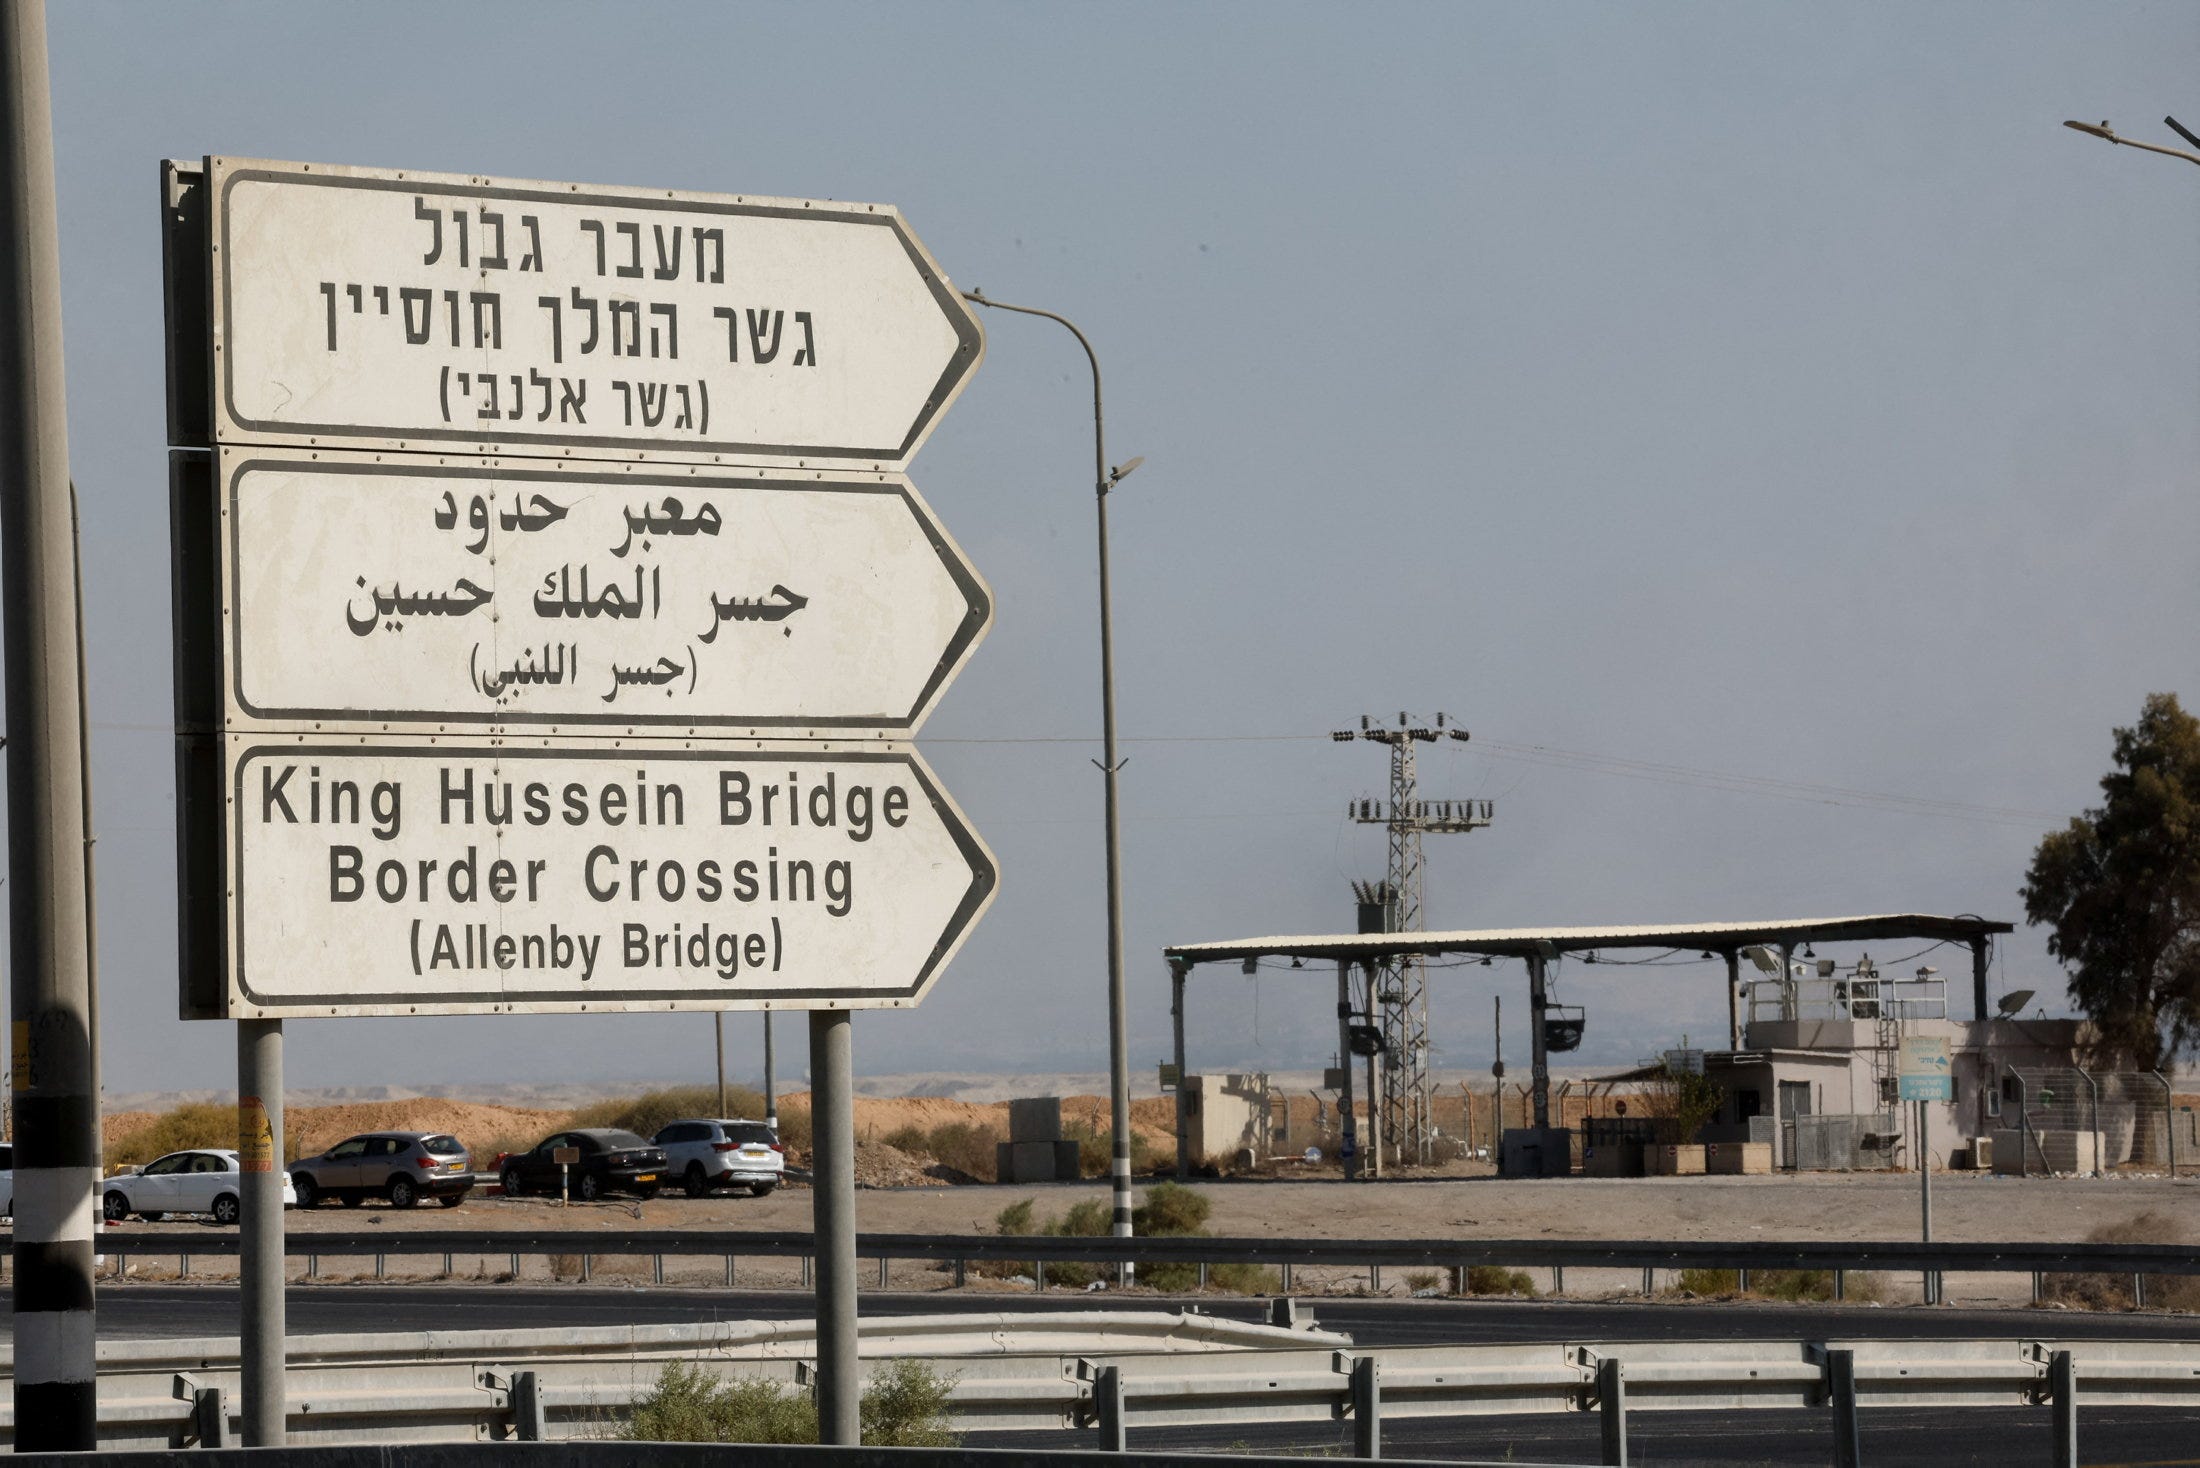 מעבר גבול
גשר המלך חוסיין
(גשר אלנבי)
معبر حدود
جسر الملك حسين
(جسر اللنبي)
King Hussein Bridge
Border Crossing
(Allenby Bridge)